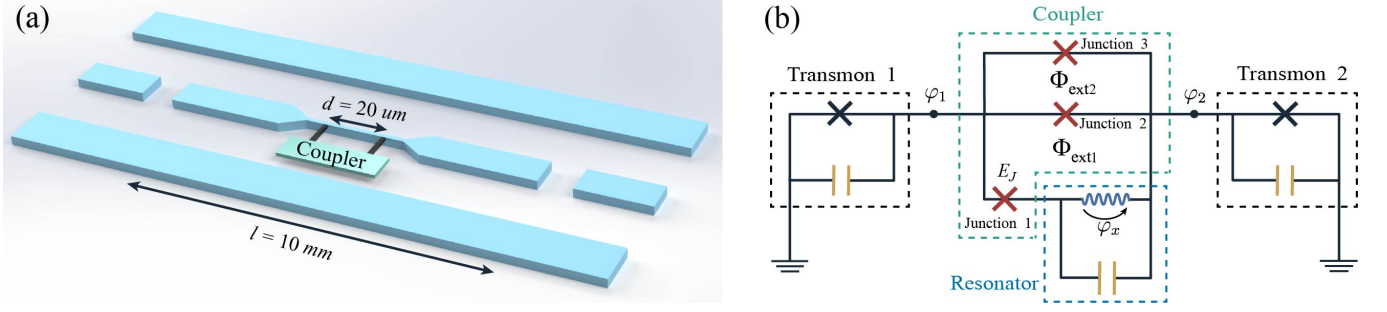 (a)
d = 20 um
Coupler
l = 10 mm
(b)
Coupler
Junction 3
Transmon 1
Φext2
Transmon 2
φ1
φ2
Junction 2
Φext1
EJ
Junction 1
φx
Resonator